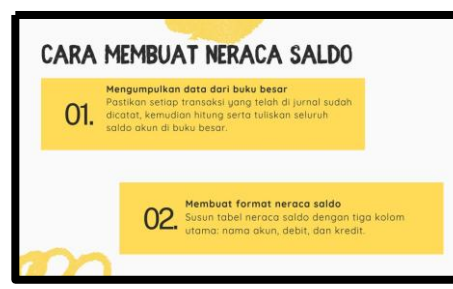 CARA MEMBUAT NERACA SALDO
01.
Mengumpulkan data dari buku besar
Pastikan setiap transaksi yang telah di jurnal sudah
dicatat, kemudian hitung serta tuliskan seluruh
saldo akun di buku besar.
02.
Membuat format neraca saldo
Susun tabel neraca saldo dengan tiga kolom
utama: nama akun, debit, dan kredit.